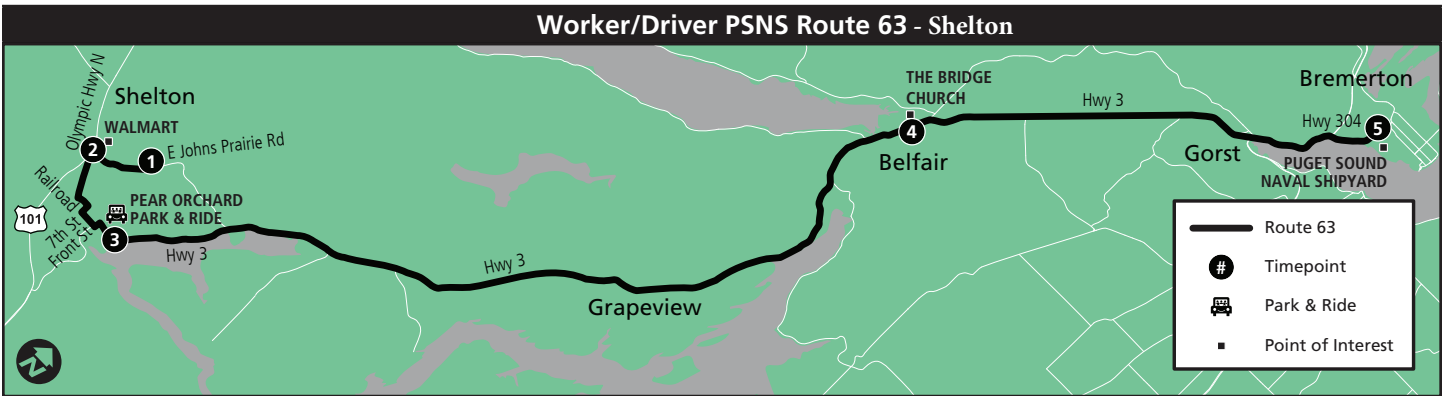 Worker/Driver PSNS Route 63 - Shelton
Olympic Hwy N
Shelton
WALMART
2
1
E Johns Prairie Rd
Railroad
101
7th St
Front St
PEAR ORCHARD
PARK & RIDE
3
Hwy 3
Hwy 3
Grapeview
THE BRIDGE
CHURCH
4
Belfair
Hwy 3
Gorst
Bremerton
Hwy 304
5
PUGET SOUND
NAVAL SHIPYARD
Route 63
# Timepoint
Park & Ride
Point of Interest
N